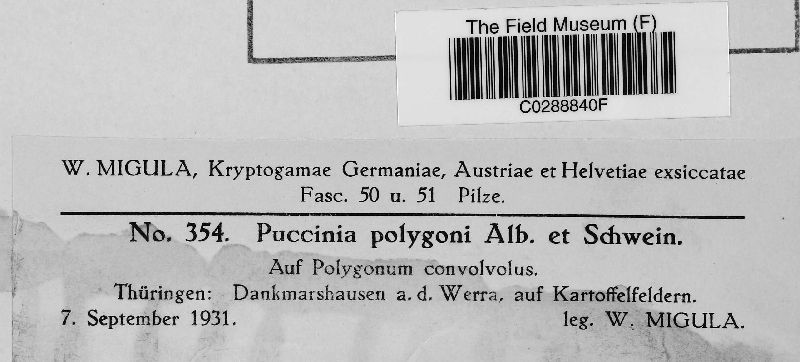 The Field Museum (F)
C0288840F
W. MIGULA, Kryptogamae Germaniae, Austriae et Helvetiae exsiccatae
Fasc. 50 u. 51 Pilze.
No. 354. Puccinia polygoni Alb. et Schwein.
Auf Polygonum convolvolus.
Thüringen: Dankmarshausen a. d. Werra, auf Kartoffelfeldern.
7. September 1931. leg. W. MIGULA.